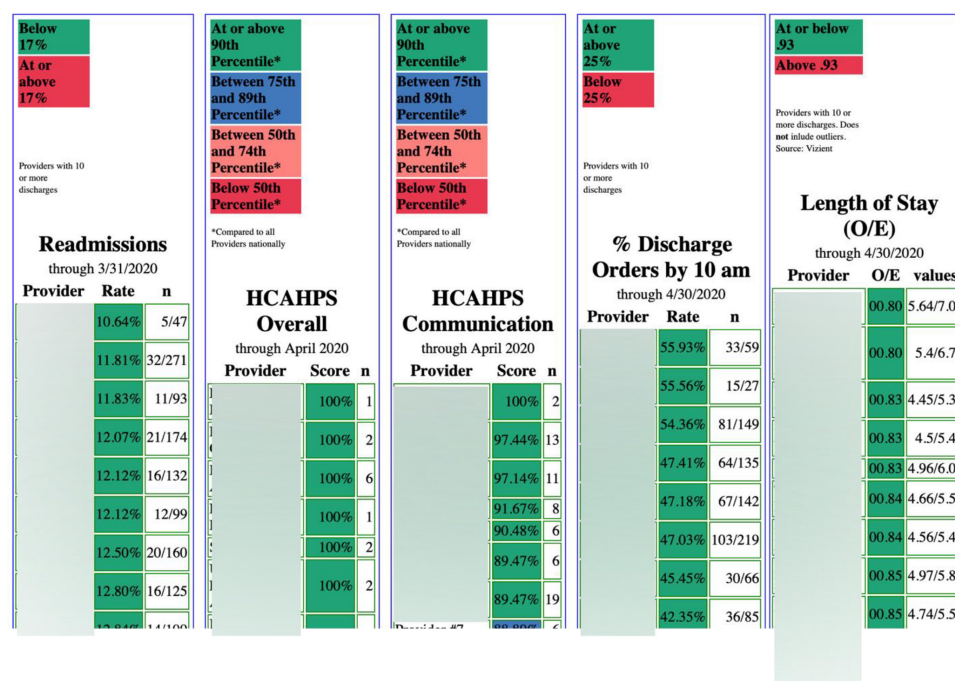 Below
17%
At or
above
17%
Providers with 10
or more
discharges
Readmissions
through 3/31/2020
Provider Rate n
10.64% 5/47
11.81% 32/271
11.83% 11/93
12.07% 21/174
12.12% 16/132
12.12% 12/99
12.50% 20/160
12.80% 16/125
At or above
90th
Percentile*
Between 75th
and 89th
Percentile*
Between 50th
and 74th
Percentile*
Below 50th
Percentile*
*Compared to all
Providers nationally
HCAHPS
Overall
through April 2020
Provider Score n
100% 1
100% 2
100% 6
100% 1
100% 2
100% 2
At or above
90th
Percentile*
Between 75th
and 89th
Percentile*
Between 50th
and 74th
Percentile*
Below 50th
Percentile*
*Compared to all
Providers nationally
HCAHPS
Communication
through April 2020
Provider Score n
100% 2
97.44% 13
97.14% 11
91.67% 8
90.48% 6
89.47% 6
89.47% 19
At or
above
25%
Below
25%
Providers with 10
or more
discharges
% Discharge
Orders by 10 am
through 4/30/2020
Provider Rate n
55.93% 33/59
55.56% 15/27
54.36% 81/149
47.41% 64/135
47.18% 67/142
47.03% 103/219
45.45% 30/66
42.35% 36/85
At or below
.93
Above .93
Providers with 10 or
more discharges. Does
not inlude outliers.
Source: Vizient
Length of Stay
(O/E)
through 4/30/2020
Provider O/E values
00.80 5.64/7.0
00.80 5.4/6.7
00.83 4.45/5.3
00.83 4.5/5.4
00.83 4.96/6.0
00.84 4.66/5.5
00.84 4.56/5.4
00.85 4.97/5.8
00.85 4.74/5.5